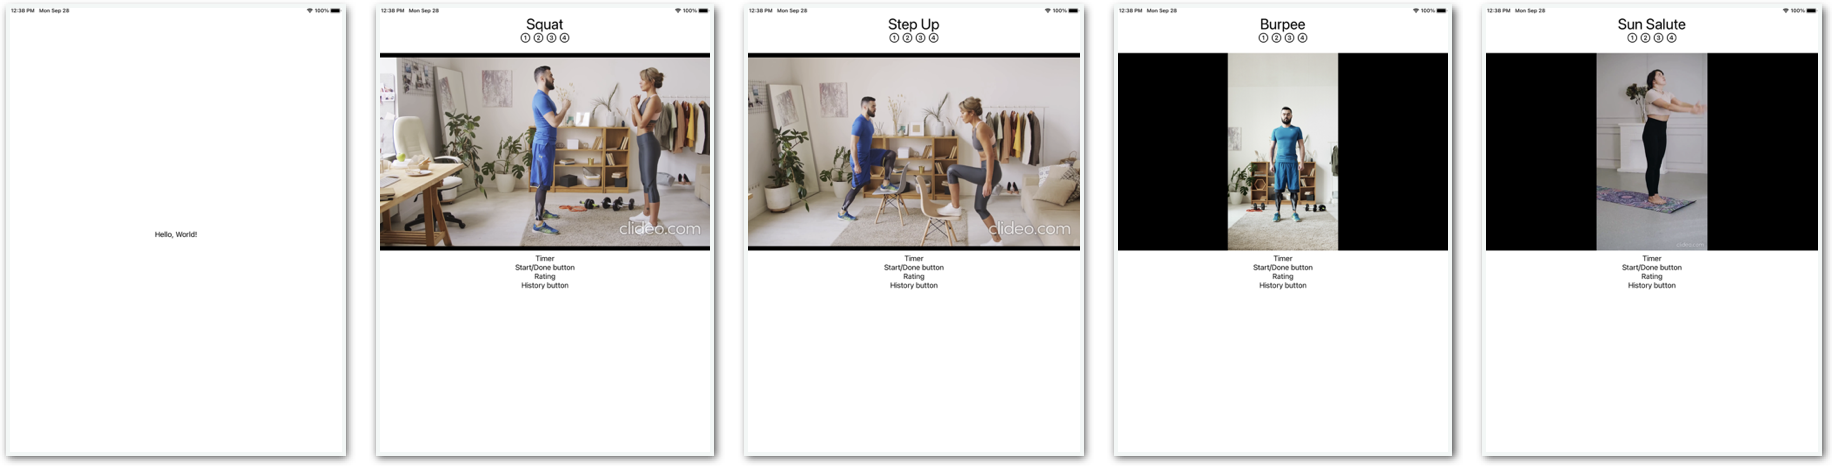 12:38 PM Mon Sep 28 100%
Hello, World!
12:38 PM Mon Sep 28 100%
Squat
1 2 3 4
clideo.com
Timer
Start/Done button
Rating
History button
12:38 PM Mon Sep 28 100%
Step Up
1 2 3 4
clideo.com
Timer
Start/Done button
Rating
History button
12:38 PM Mon Sep 28 100%
Burpee
1 2 3 4
Timer
Start/Done button
Rating
History button
12:38 PM Mon Sep 28 100%
Sun Salute
1 2 3 4
clideo.com
Timer
Start/Done button
Rating
History button